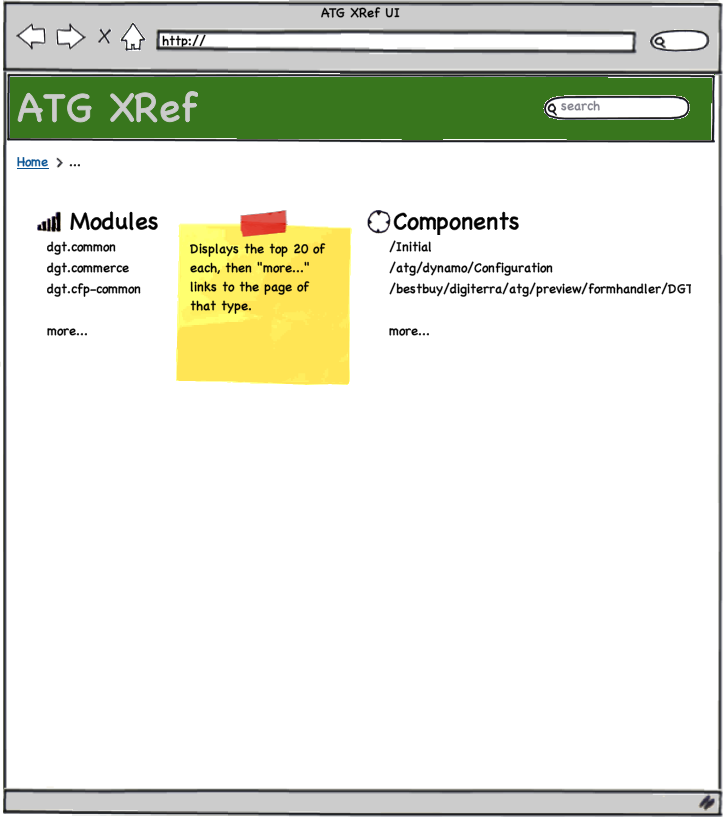 ATG XRef UI
http://
ATG XRef
search
Home > ...
Modules
dgt.common
dgt.commerce
dgt.cfp-common
more...
Displays the top 20 of
each, then "more..."
links to the page of
that type.
Components
/Initial
/atg/dynamo/Configuration
/bestbuy/digiterra/atg/preview/formhandler/DGT
more...